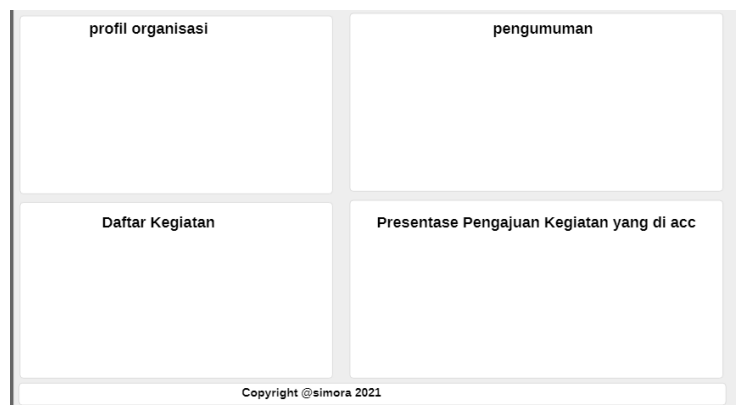 profil organisasi
pengumuman
Daftar Kegiatan
Presentase Pengajuan Kegiatan yang di acc
Copyright @simora 2021